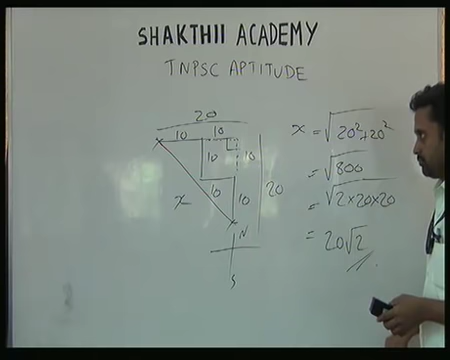 SHAKTHII ACADEMY
TNPSC APTITUDE
20
10 10
10 10
10 10
20
x
N
S
x = √20²+20²
= √800
= √2×20×20
= 20√2